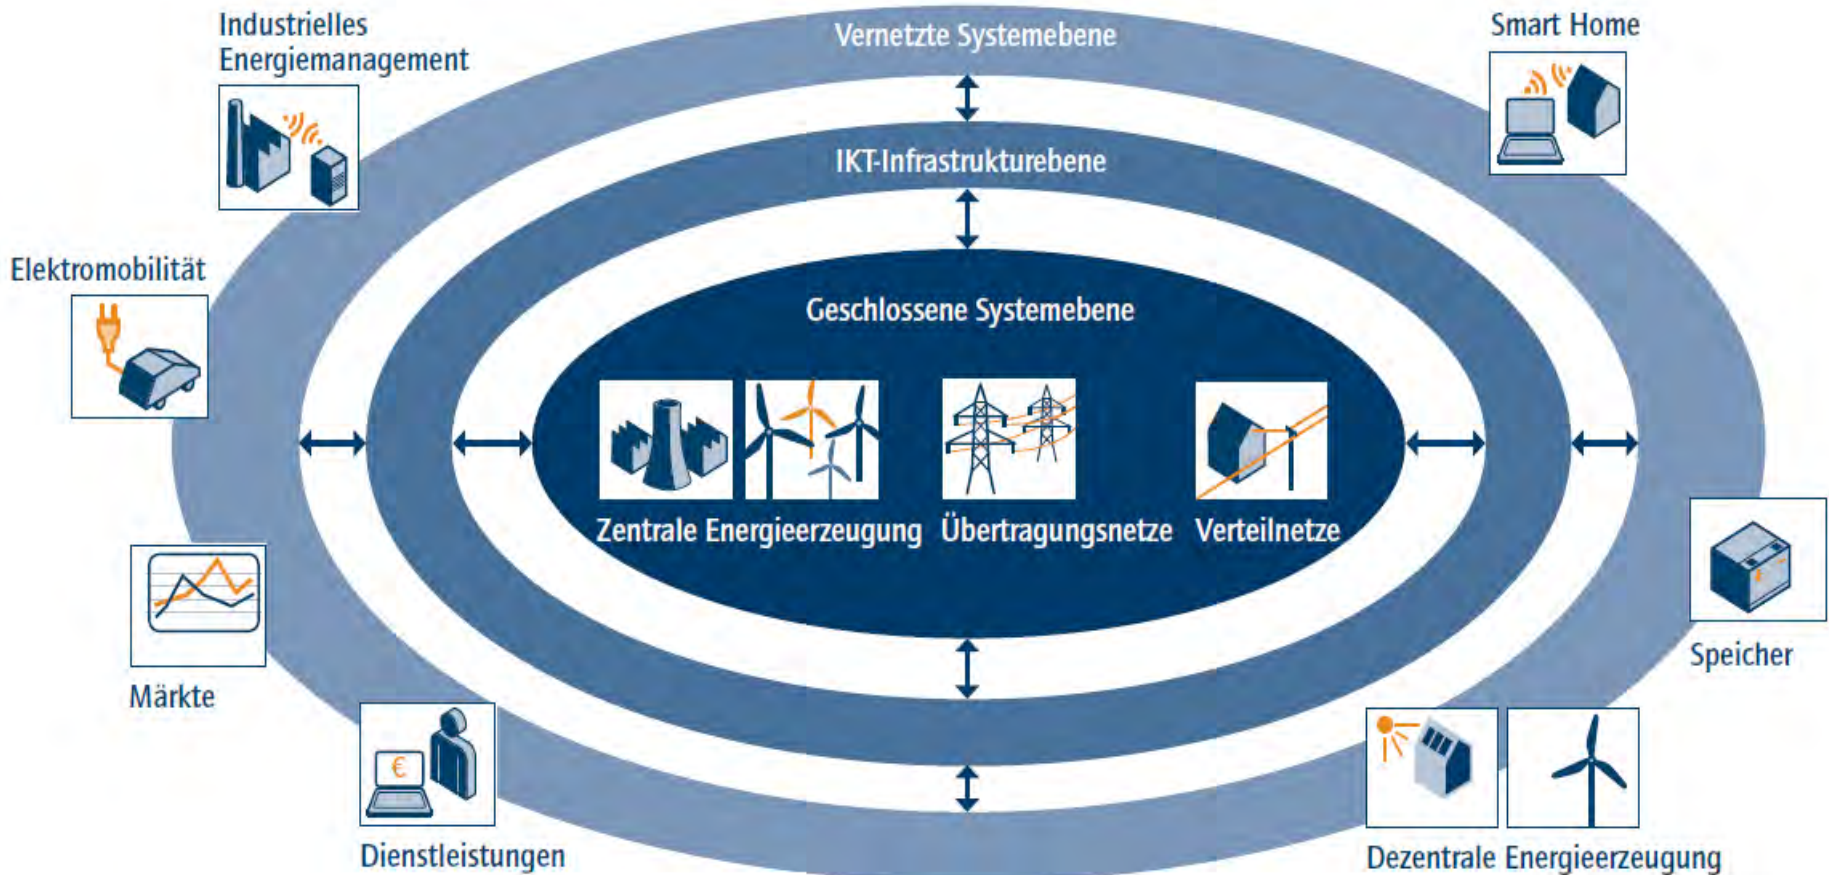 Industrielles
Energiemanagement
Vernetzte Systemebene
Smart Home
IKT-Infrastrukturebene
Elektromobilität
Geschlossene Systemebene
Zentrale Energieerzeugung
Übertragungsnetze
Verteilnetze
Speicher
Märkte
€
Dienstleistungen
Dezentrale Energieerzeugung